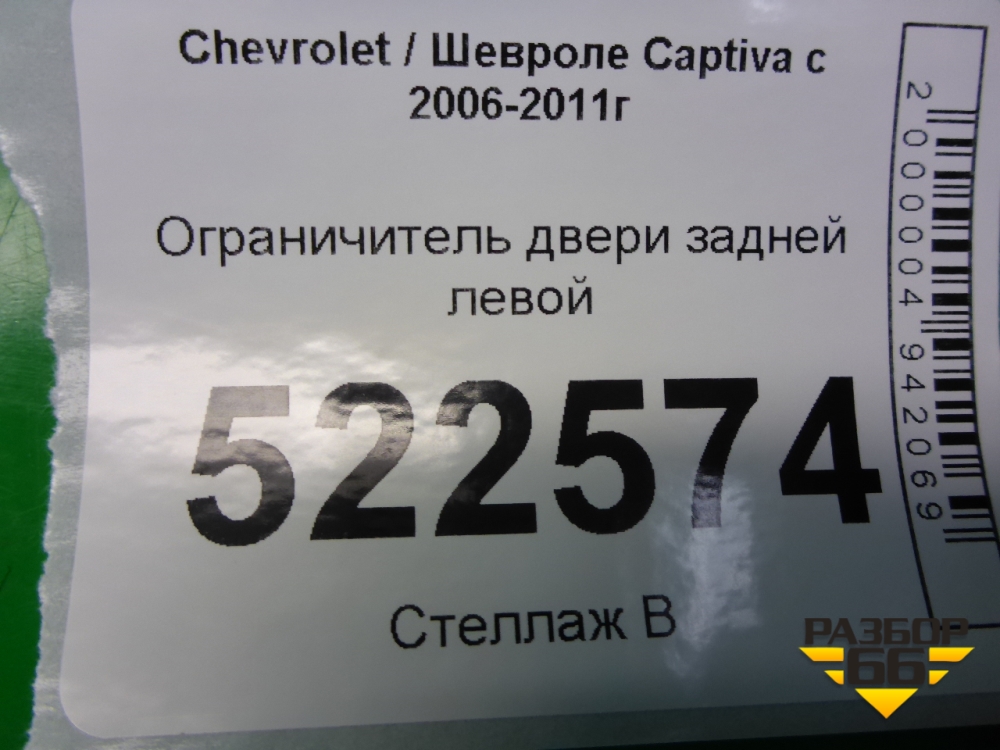 Chevrolet / Шевроле Captiva с
2006-2011г
Ограничитель двери задней
левой
522574
Стеллаж В
2000004942069
РАЗБОР
66